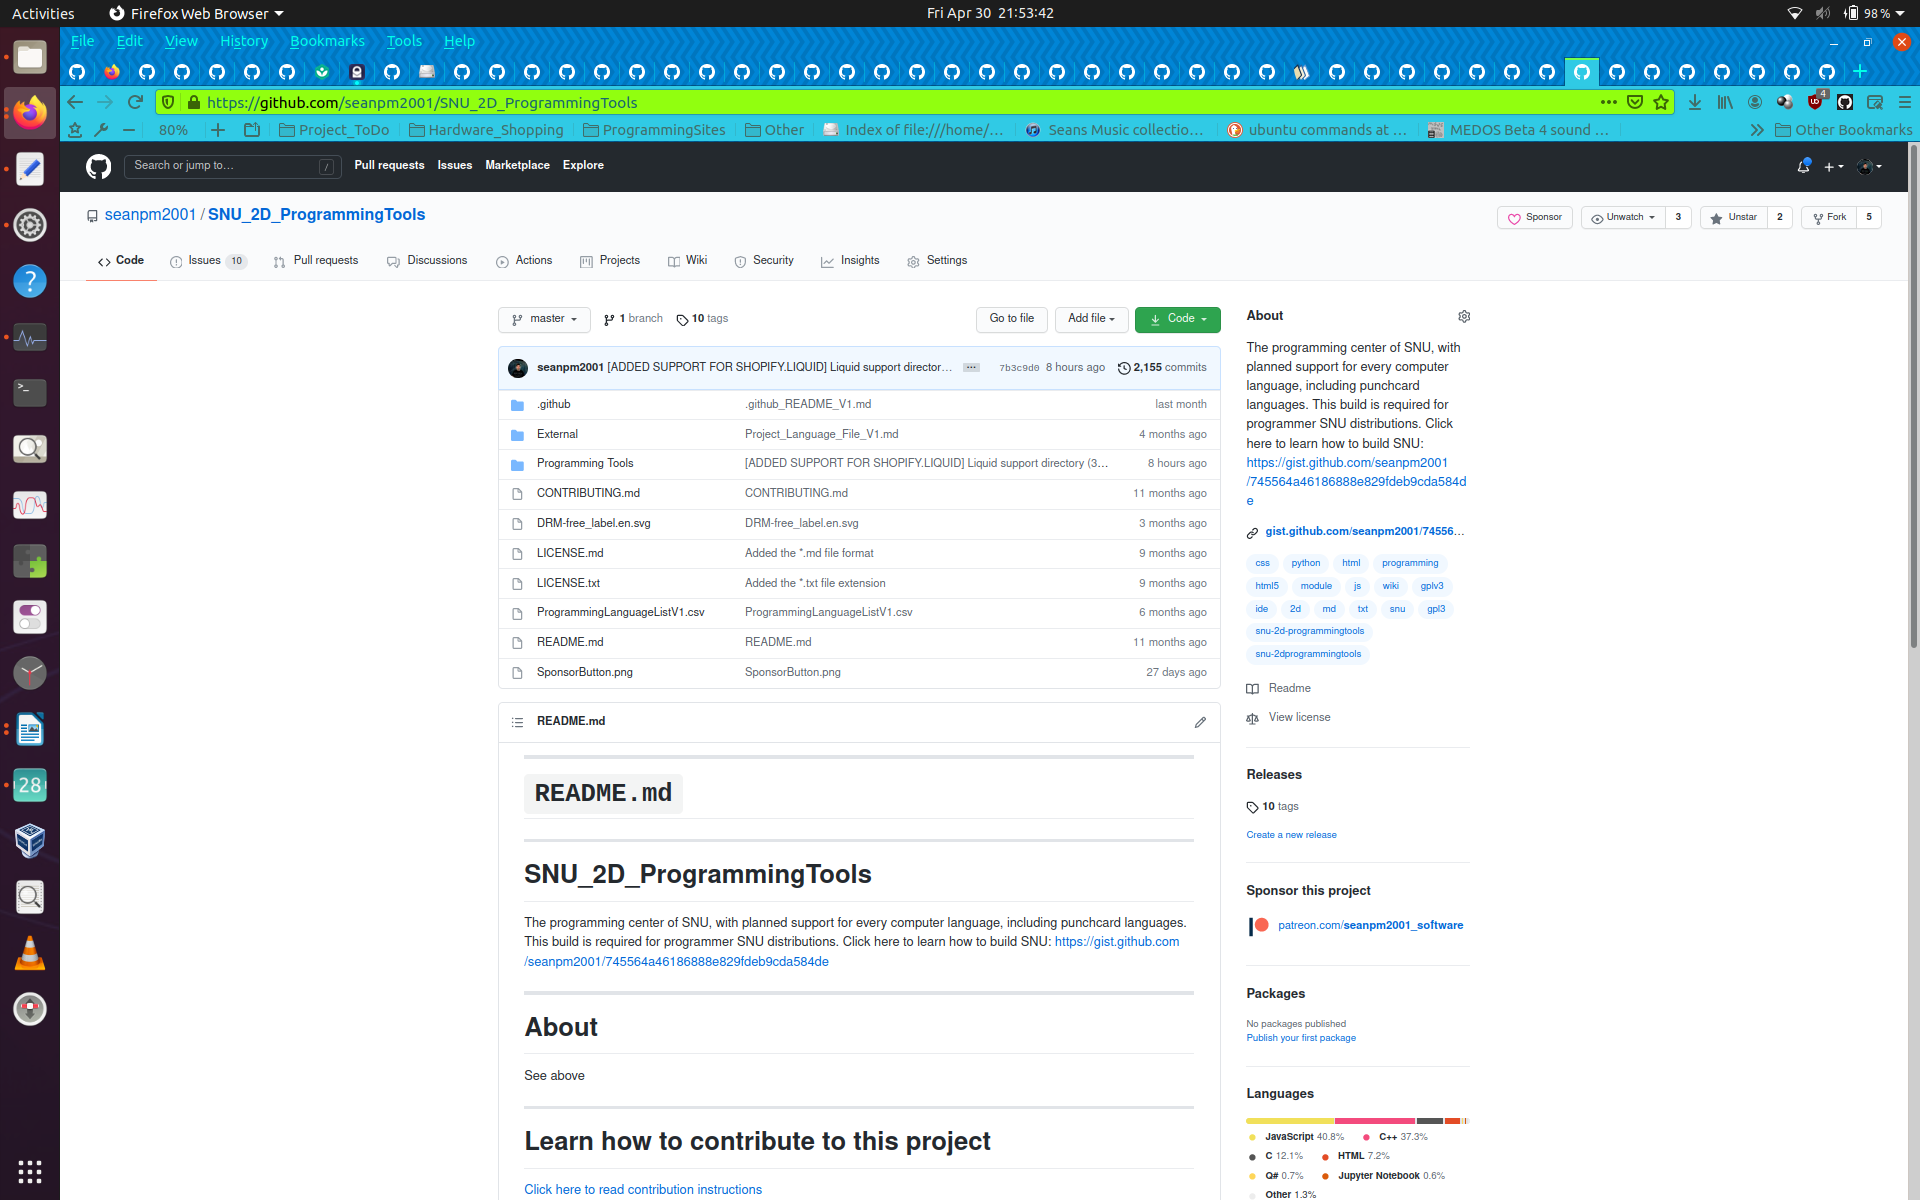 Activities
Firefox Web Browser
Fri Apr 30 21:53:42
98 %
File Edit View History Bookmarks Tools Help
https://github.com/seanpm2001/SNU_2D_ProgrammingTools
4
80%
Project_ToDo
Hardware_Shopping
ProgrammingSites
Other
Index of file:///home/...
Seans Music collectio...
ubuntu commands at ...
MEDOS Beta 4 sound ...
Other Bookmarks
Search or jump to...
/
Pull requests Issues Marketplace Explore
seanpm2001 / SNU_2D_ProgrammingTools
Sponsor
Unwatch 3
Unstar 2
Fork 5
Code
Issues 10
Pull requests
Discussions
Actions
Projects
Wiki
Security
Insights
Settings
master
1 branch
10 tags
Go to file
Add file
Code
seanpm2001 [ADDED SUPPORT FOR SHOPIFY.LIQUID] Liquid support director... ... 7b3c9d0 8 hours ago 2,155 commits
.github .github_README_V1.md last month
External Project_Language_File_V1.md 4 months ago
Programming Tools [ADDED SUPPORT FOR SHOPIFY.LIQUID] Liquid support directory (3... 8 hours ago
CONTRIBUTING.md CONTRIBUTING.md 11 months ago
DRM-free_label.en.svg DRM-free_label.en.svg 3 months ago
LICENSE.md Added the *.md file format 9 months ago
LICENSE.txt Added the *.txt file extension 9 months ago
ProgrammingLanguageListV1.csv ProgrammingLanguageListV1.csv 6 months ago
README.md README.md 11 months ago
SponsorButton.png SponsorButton.png 27 days ago
README.md
README.md
SNU_2D_ProgrammingTools
The programming center of SNU, with planned support for every computer language, including punchcard languages.
This build is required for programmer SNU distributions. Click here to learn how to build SNU: https://gist.github.com
/seanpm2001/745564a46186888e829fdeb9cda584de
About
See above
Learn how to contribute to this project
Click here to read contribution instructions
About
The programming center of SNU, with
planned support for every computer
language, including punchcard
languages. This build is required for
programmer SNU distributions. Click
here to learn how to build SNU:
https://gist.github.com/seanpm2001
/745564a46186888e829fdeb9cda584d
e
gist.github.com/seanpm2001/74556...
css python html programming
html5 module js wiki gplv3
ide 2d md txt snu gpl3
snu-2d-programmingtools
snu-2dprogrammingtools
Readme
View license
Releases
10 tags
Create a new release
Sponsor this project
patreon.com/seanpm2001_software
Packages
No packages published
Publish your first package
Languages
JavaScript 40.8% C++ 37.3%
C 12.1% HTML 7.2%
Q# 0.7% Jupyter Notebook 0.6%
Other 1.3%
28